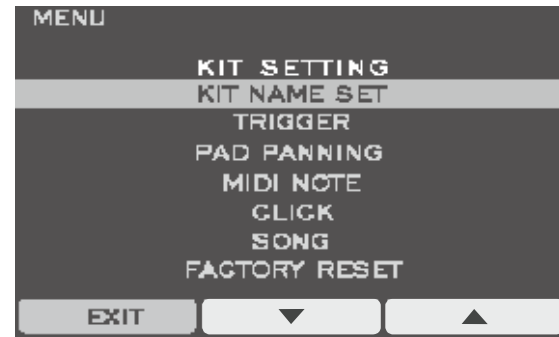 MENU
KIT SETTING
KIT NAME SET
TRIGGER
PAD PANNING
MIDI NOTE
CLICK
SONG
FACTORY RESET
EXIT ▼ ▲